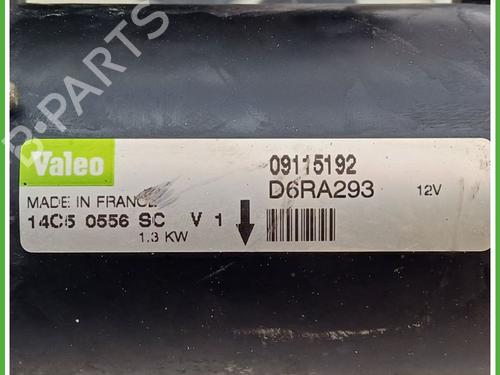 B-PARTS
Valeo
09115192
D6RA293 12V
MADE IN FRANCE
14C5 0556 SC V 1
1.3 KW